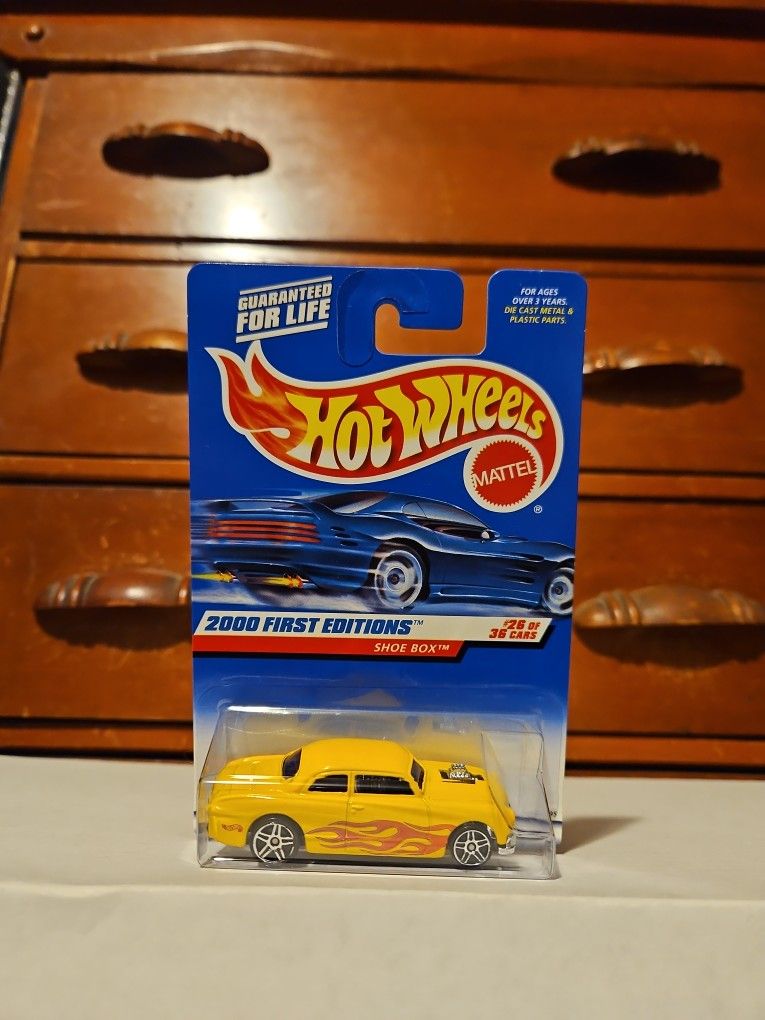 GUARANTEED
FOR LIFE
FOR AGES
OVER 3 YEARS.
DIE CAST METAL &
PLASTIC PARTS.
HOT WHEELS
MATTEL
®
2000 FIRST EDITIONS™
#26 OF
36 CARS
SHOE BOX™